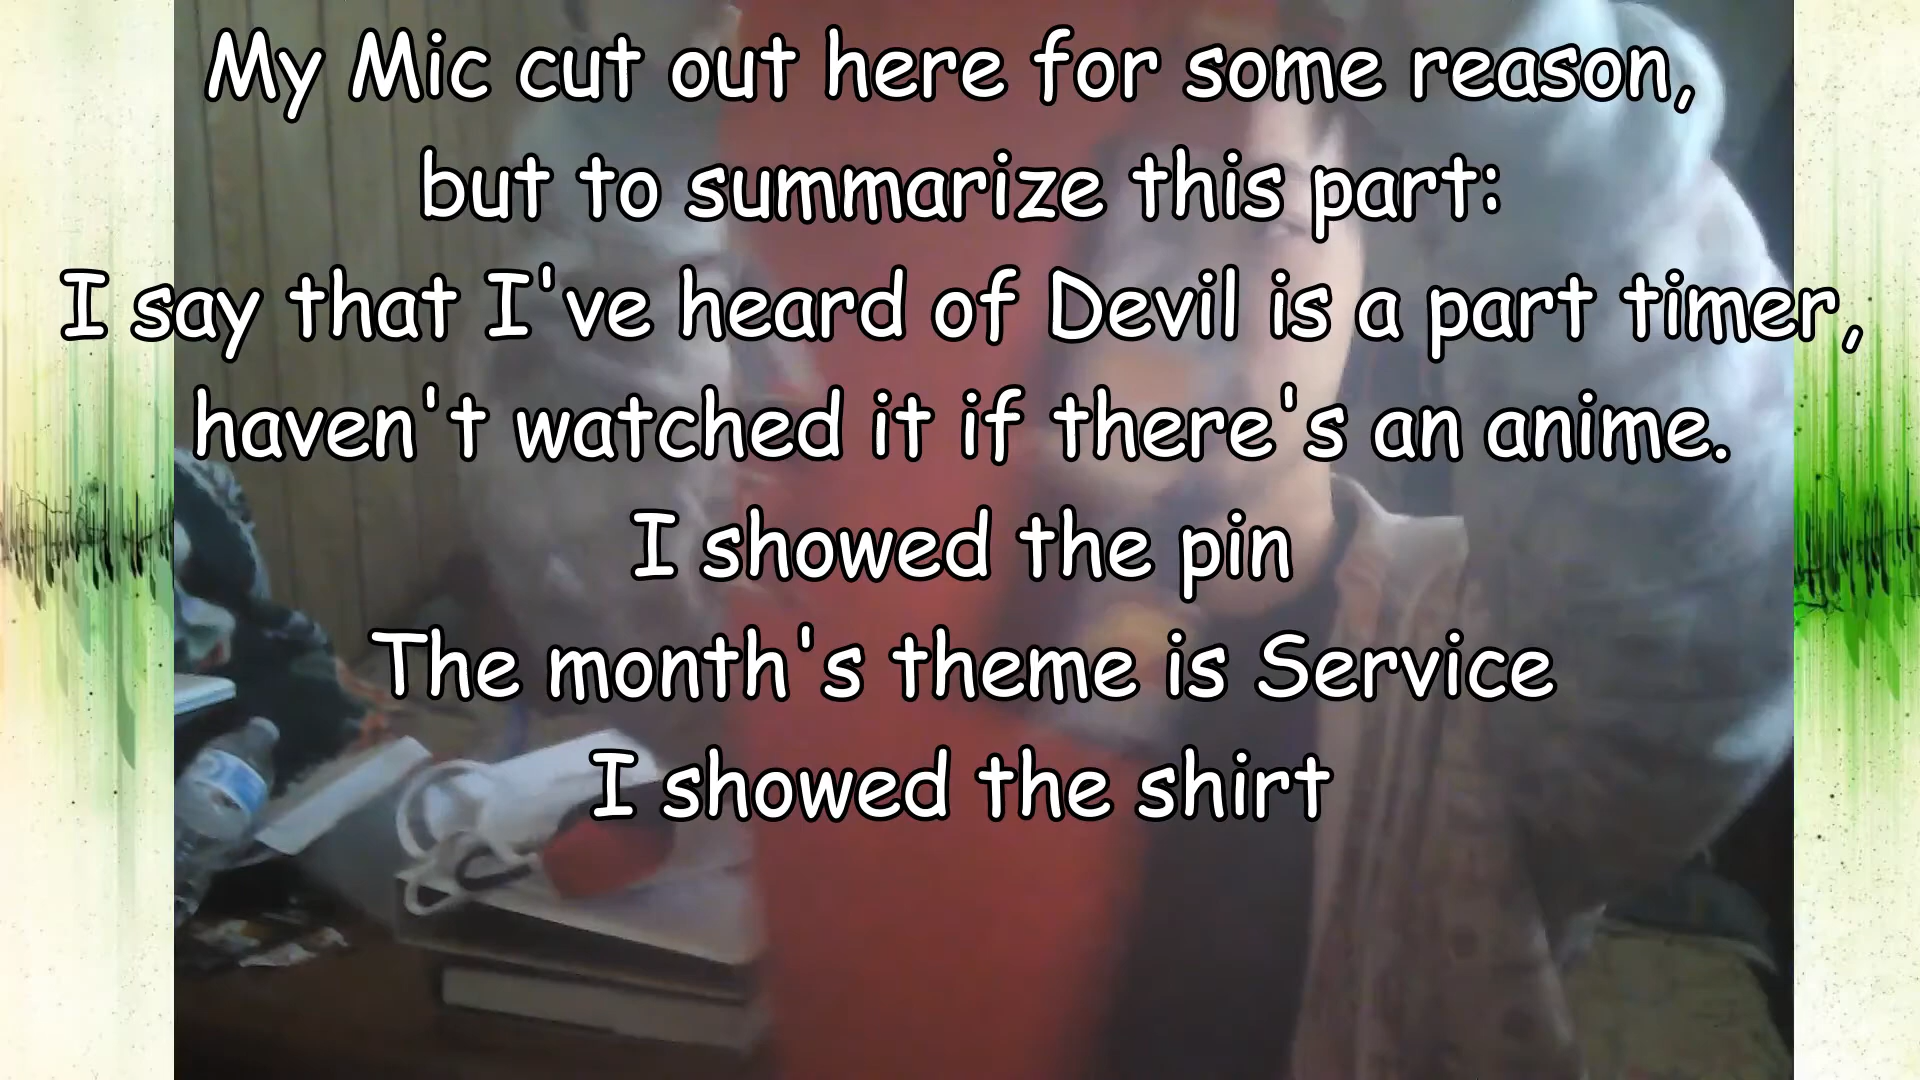 My Mic cut out here for some reason,
but to summarize this part:
I say that I've heard of Devil is a part timer,
haven't watched it if there's an anime.
I showed the pin
The month's theme is Service
I showed the shirt